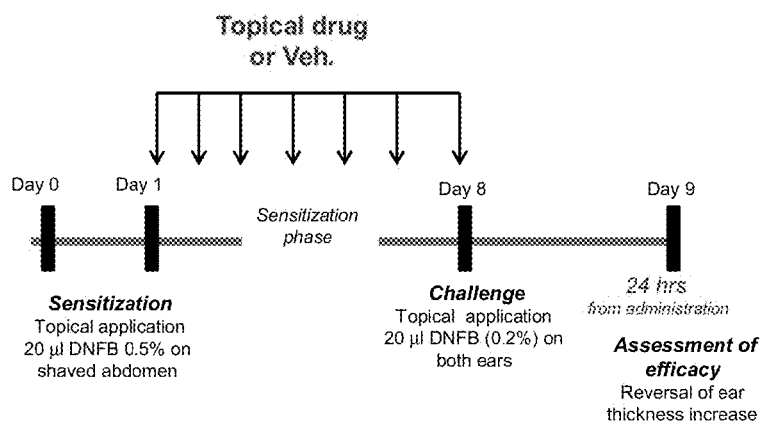 Topical drug
or Veh.
Day 0
Day 1
Day 8
Day 9
Sensitization
phase
Sensitization
Topical application
20 µl DNFB 0.5% on
shaved abdomen
Challenge
Topical application
20 µl DNFB (0.2%) on
both ears
24 hrs
from administration
Assessment of
efficacy
Reversal of ear
thickness increase